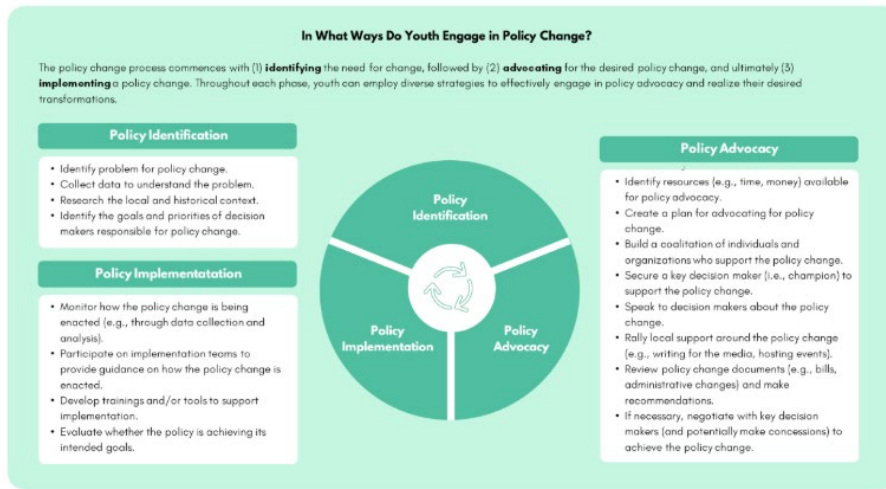 In What Ways Do Youth Engage in Policy Change?
The policy change process commences with (1) identifying the need for change, followed by (2) advocating for the desired policy change, and ultimately (3)
implementing a policy change. Throughout each phase, youth can employ diverse strategies to effectively engage in policy advocacy and realize their desired
transformations.
Policy Identification
• Identify problem for policy change.
• Collect data to understand the problem.
• Research the local and historical context.
• Identify the goals and priorities of decision
makers responsible for policy change.
Policy Implementatation
• Monitor how the policy change is being
enacted (e.g., through data collection and
analysis).
• Participate on implementation teams to
provide guidance on how the policy change is
enacted.
• Develop trainings and/or tools to support
implementation.
• Evaluate whether the policy is achieving its
intended goals.
Policy
Identification
Policy
Implementation
Policy
Advocacy
Policy Advocacy
• Identify resources (e.g., time, money) available
for policy advocacy.
• Create a plan for advocating for policy
change.
• Build a coalitation of individuals and
organizations who support the policy change.
• Secure a key decision maker (i.e., champion) to
support the policy change.
• Speak to decision makers about the policy
change.
• Rally local support around the policy change
(e.g., writing for the media, hosting events).
• Review policy change documents (e.g., bills,
administrative changes) and make
recommendations.
• If necessary, negotiate with key decision
makers (and potentially make concessions) to
achieve the policy change.